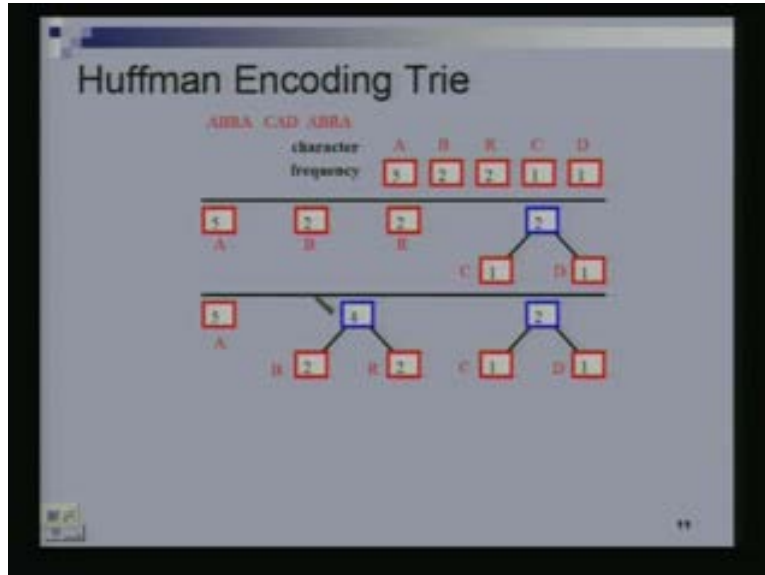 Huffman Encoding Trie
ABRA CAD ABRA
character A B R C D
frequency 5 2 2 1 1
5 2 2 2
A B R
C 1 D 1
5 4 2
A
B 2 R 2 C 1 D 1